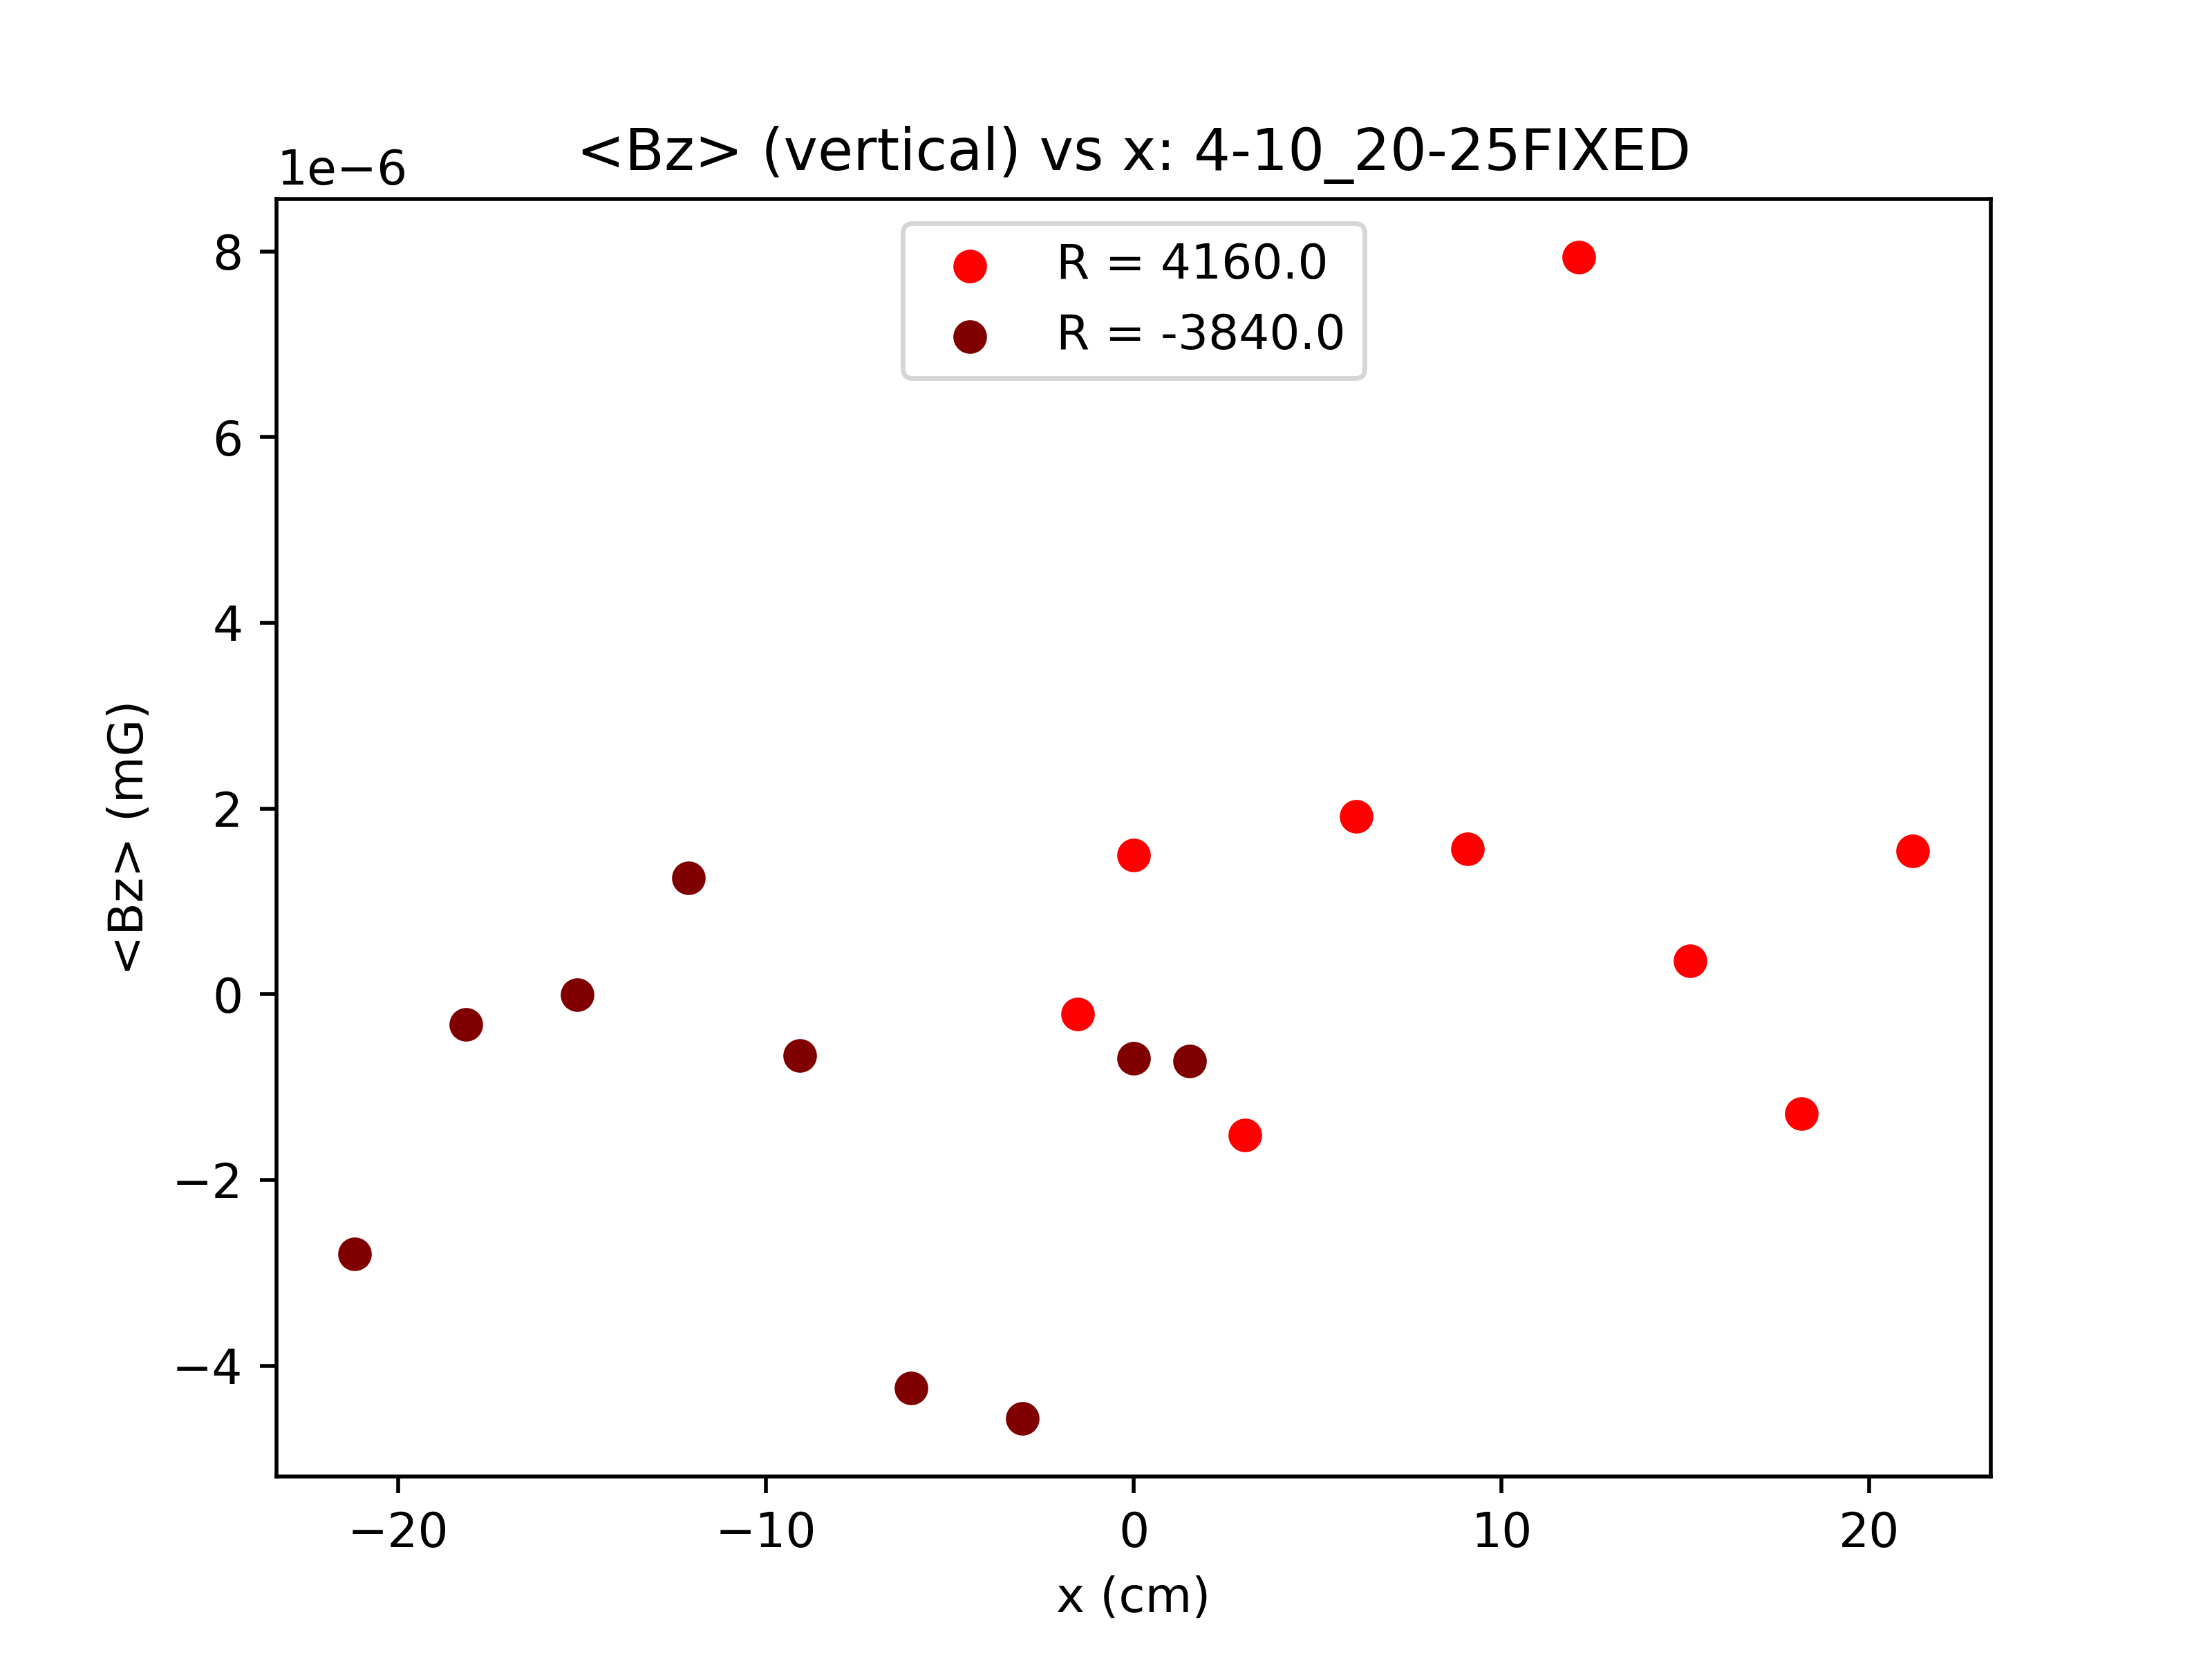 <Bz> (vertical) vs x: 4-10_20-25FIXED
1e−6
R = 4160.0
R = -3840.0
8
6
4
2
0
−2
−4
<Bz> (mG)
−20
−10
0
10
20
x (cm)